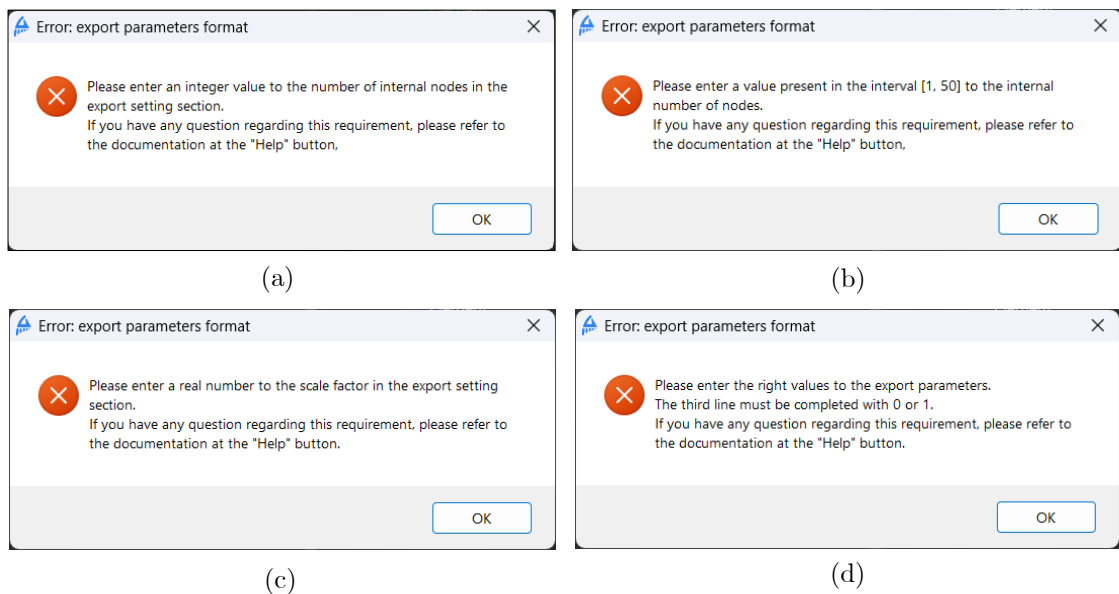 Error: export parameters format
Please enter an integer value to the number of internal nodes in the
export setting section.
If you have any question regarding this requirement, please refer to
the documentation at the "Help" button,
OK
(a)
Error: export parameters format
Please enter a value present in the interval [1, 50] to the internal
number of nodes.
If you have any question regarding this requirement, please refer to
the documentation at the "Help" button,
OK
(b)
Error: export parameters format
Please enter a real number to the scale factor in the export setting
section.
If you have any question regarding this requirement, please refer to
the documentation at the "Help" button.
OK
(c)
Error: export parameters format
Please enter the right values to the export parameters.
The third line must be completed with 0 or 1.
If you have any question regarding this requirement, please refer to
the documentation at the "Help" button.
OK
(d)